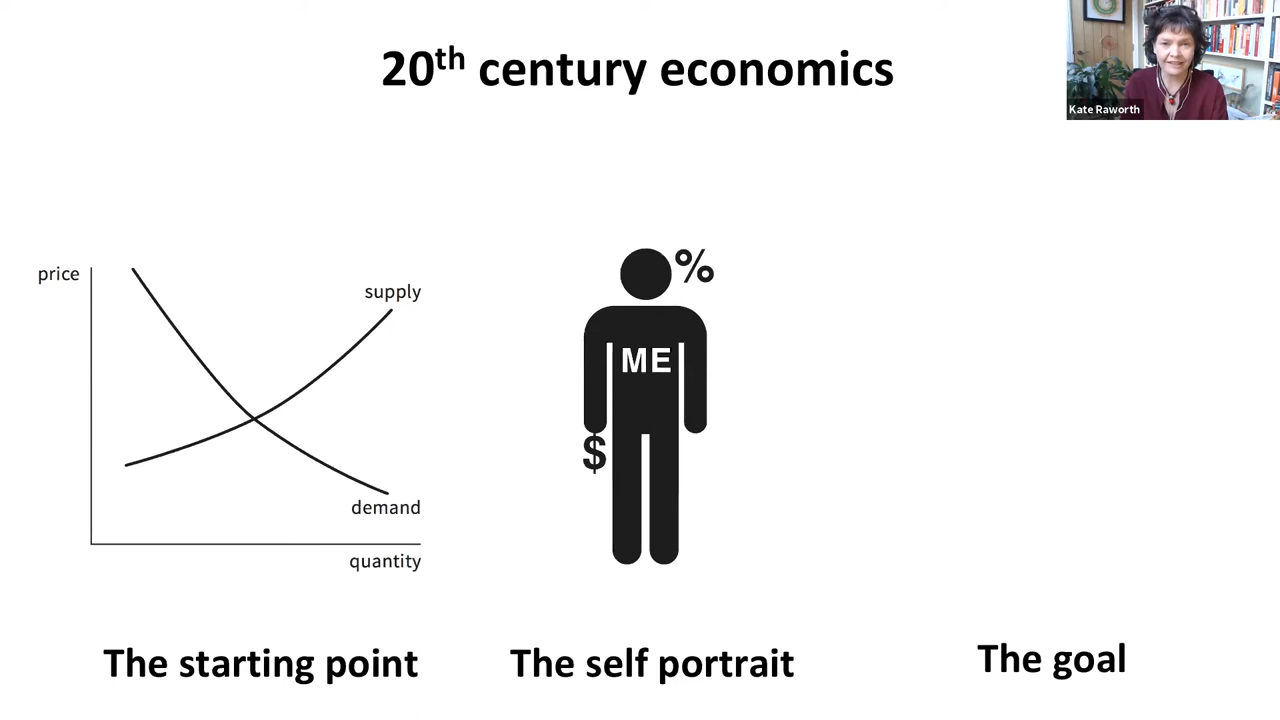 20th century economics
Kate Raworth
price
supply
demand
quantity
%
ME
$
The starting point
The self portrait
The goal